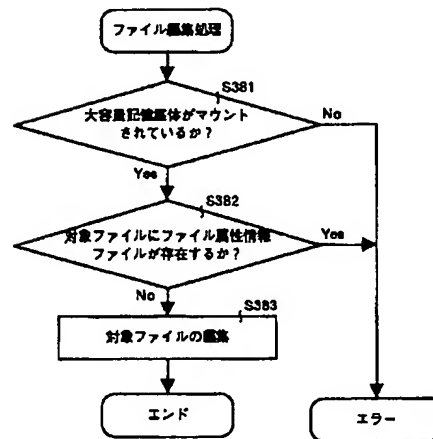 ファイル編集処理
S381
大容量記憶媒体がマウント
されているか？
No
Yes
S382
対象ファイルにファイル属性情報
ファイルが存在するか？
Yes
No
S383
対象ファイルの編集
エンド
エラー